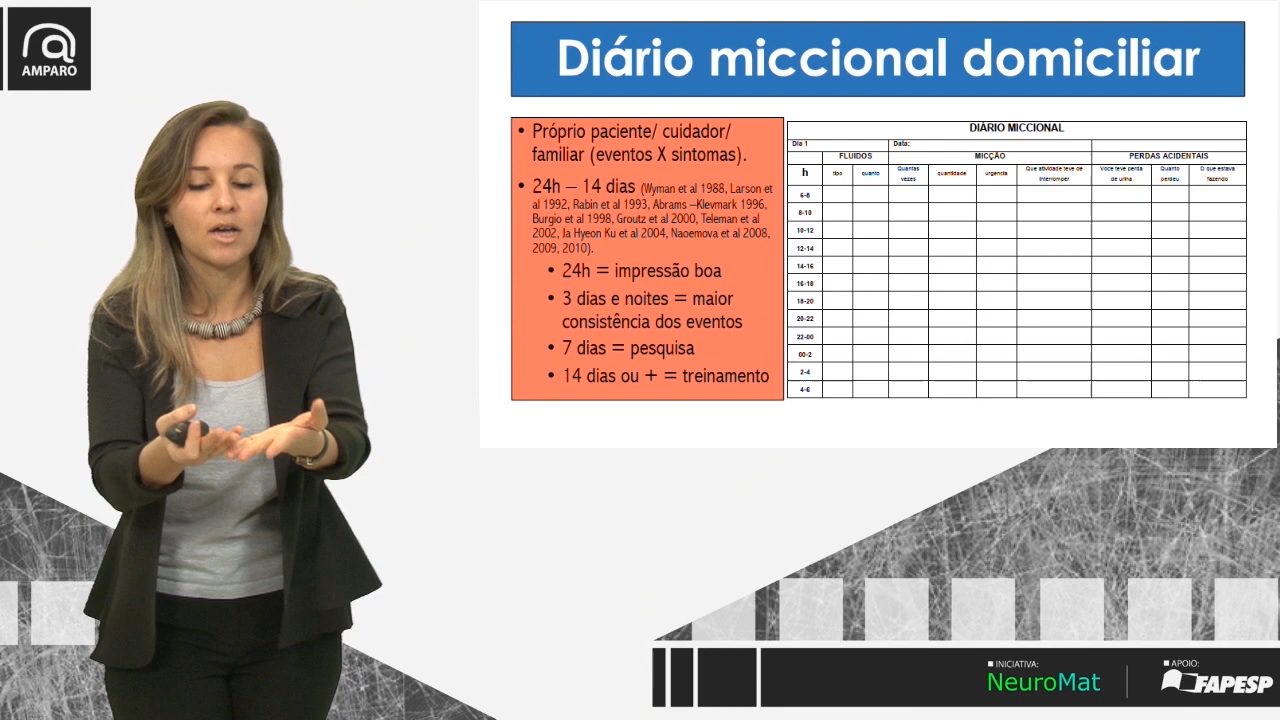 AMPARO
Diário miccional domiciliar
• Próprio paciente/ cuidador/
familiar (eventos X sintomas).
• 24h – 14 dias (Wyman et al 1988, Larson et
al 1992, Rabin et al 1993, Abrams –Klevmark 1996,
Burgio et al 1998, Groutz et al 2000, Teleman et al
2002, Ja Hyeon Ku et al 2004, Naoemova et al 2008,
2009, 2010).
• 24h = impressão boa
• 3 dias e noites = maior
consistência dos eventos
• 7 dias = pesquisa
• 14 dias ou + = treinamento
DIÁRIO MICCIONAL
Dia 1 Data:
FLUIDOS MICÇÃO PERDAS ACIDENTAIS
h tipo quanto Quantas vezes quantidade urgencia Que atividade teve de interromper Voce teve perda de urina Quanto perdeu O que estava fazendo
6-8
8-10
10-12
12-14
14-16
16-18
18-20
20-22
22-00
00-2
2-4
4-6
INICIATIVA:
NeuroMat
APOIO:
FAPESP